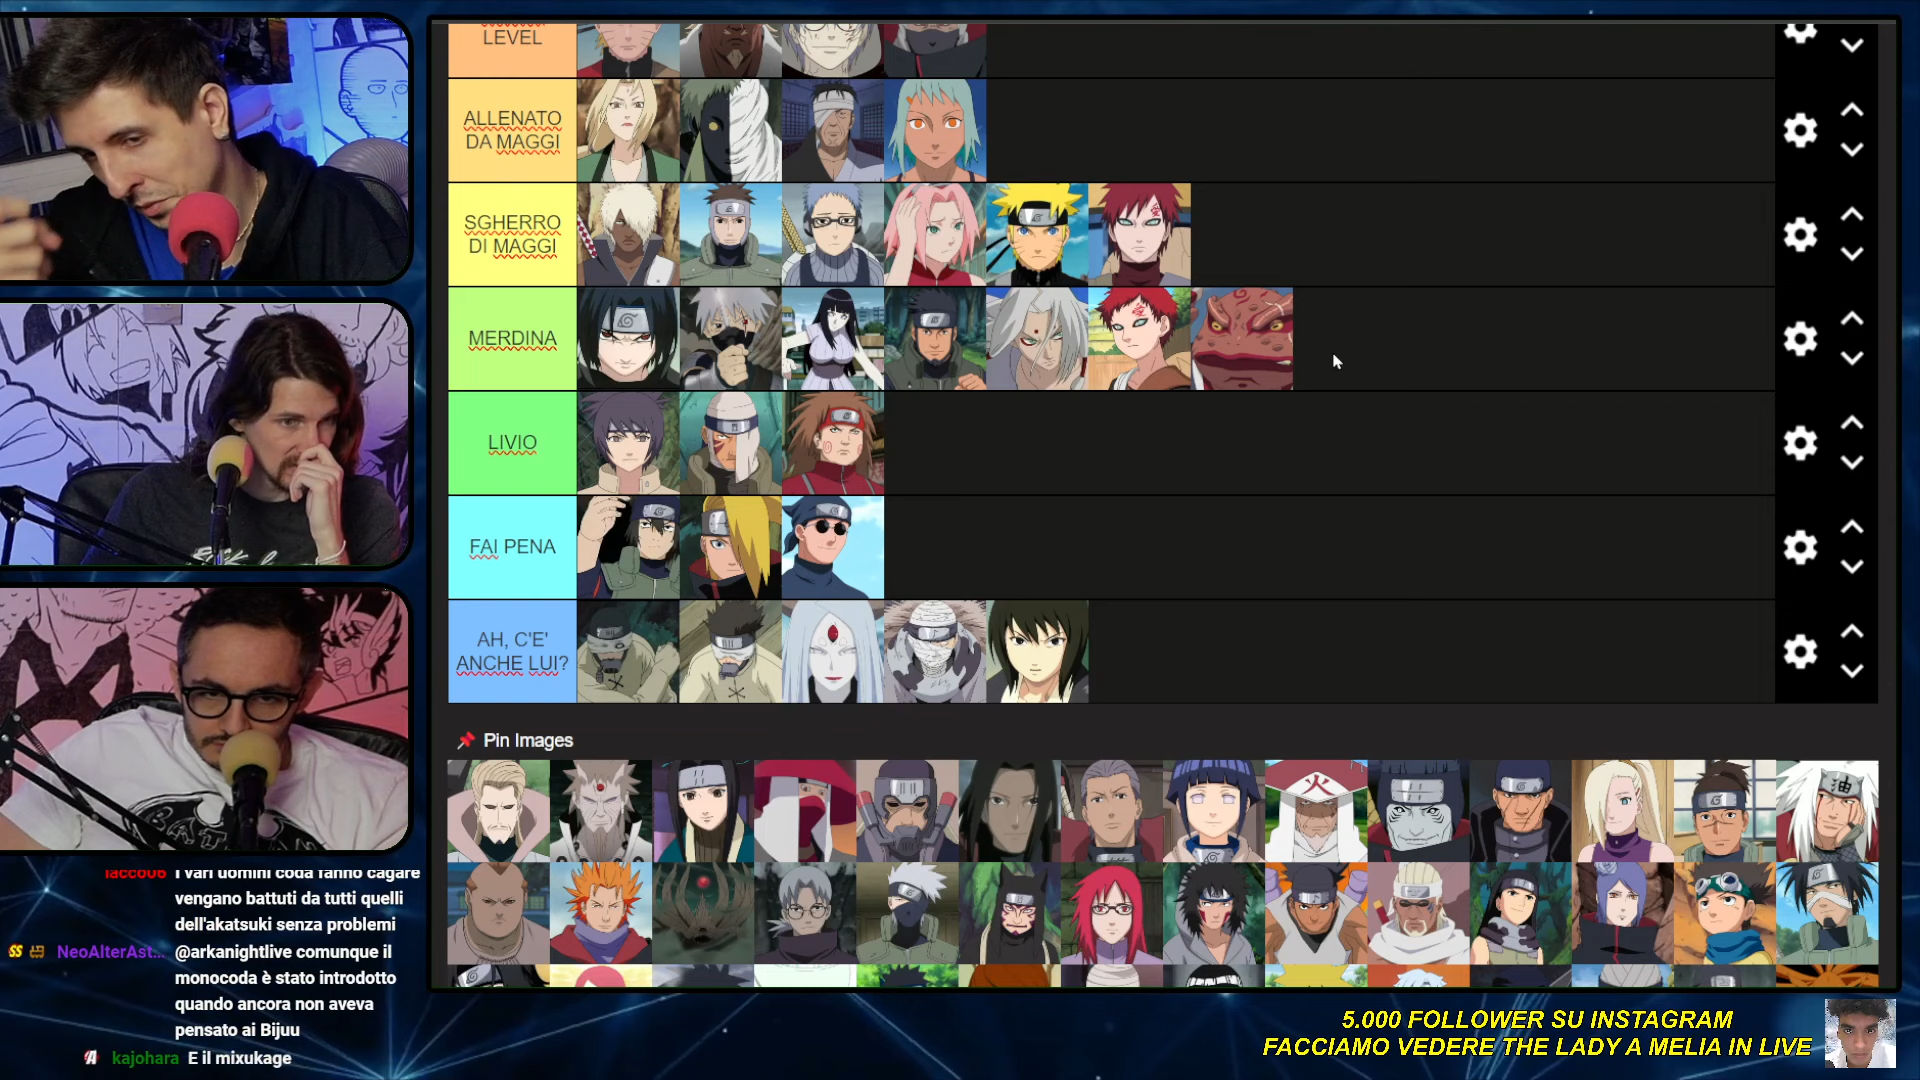 LEVEL
ALLENATO
DA MAGGI
SGHERRO
DI MAGGI
MERDINA
LIVIO
FAI PENA
AH, C'E'
ANCHE LUI?
Pin Images
iacco06 I vari uomini coda fanno cagare
vengano battuti da tutti quelli
dell'akatsuki senza problemi
NeoAlterAst... @arkanightlive comunque il
monocoda è stato introdotto
quando ancora non aveva
pensato ai Bijuu
kajohara E il mixukage
5.000 FOLLOWER SU INSTAGRAM
FACCIAMO VEDERE THE LADY A MELIA IN LIVE